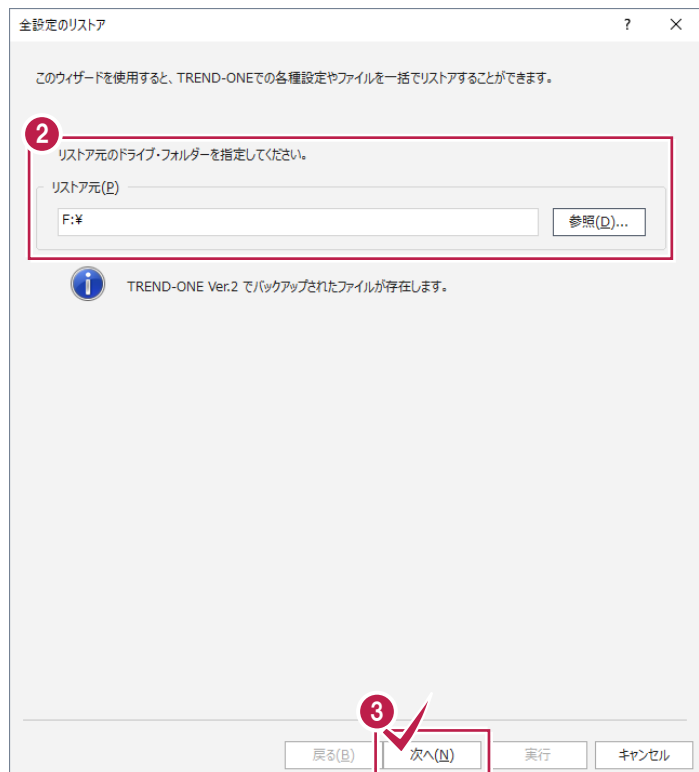 全設定のリストア ? ×
このウィザードを使用すると、TREND-ONEでの各種設定やファイルを一括でリストアすることができます。
2
リストア元のドライブ・フォルダーを指定してください。
リストア元(P)
F:¥ 参照(D)...
i TREND-ONE Ver.2 でバックアップされたファイルが存在します。
3
戻る(B) 次へ(N) 実行 キャンセル